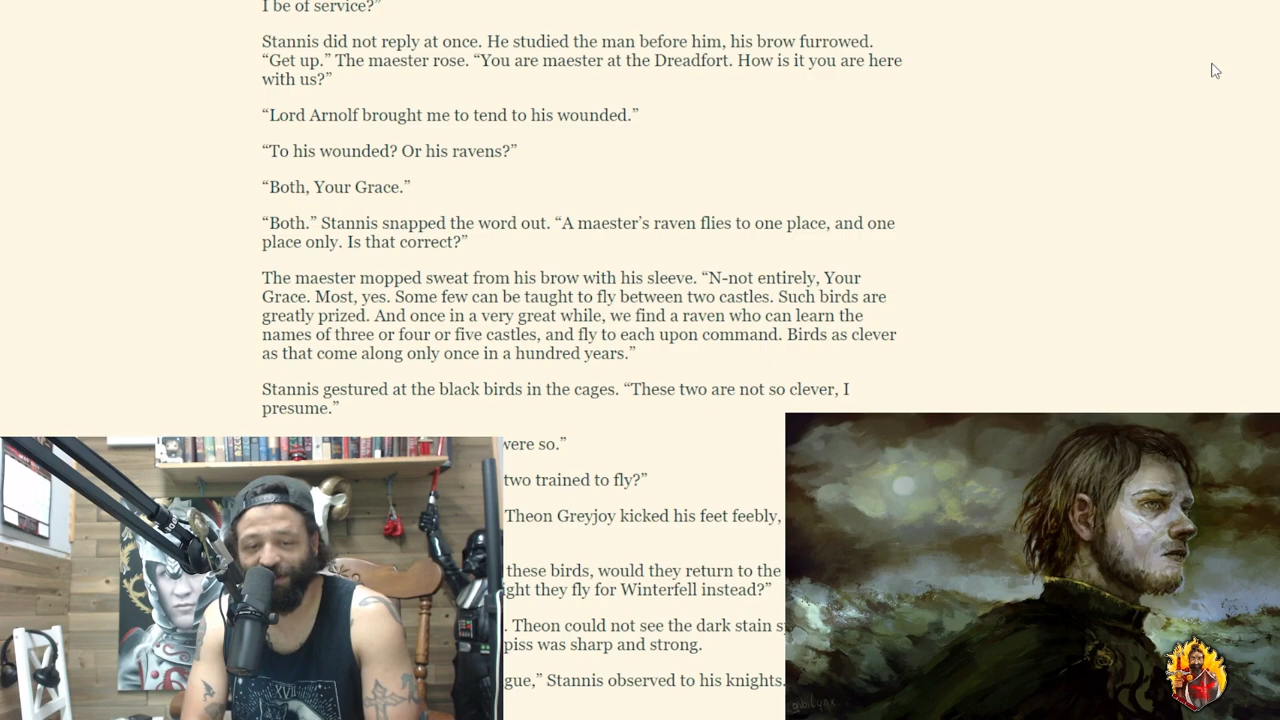 I be of service?”
Stannis did not reply at once. He studied the man before him, his brow furrowed.
“Get up.” The maester rose. “You are maester at the Dreadfort. How is it you are here
with us?”
“Lord Arnolf brought me to tend to his wounded.”
“To his wounded? Or his ravens?”
“Both, Your Grace.”
“Both.” Stannis snapped the word out. “A maester’s raven flies to one place, and one
place only. Is that correct?”
The maester mopped sweat from his brow with his sleeve. “N-not entirely, Your
Grace. Most, yes. Some few can be taught to fly between two castles. Such birds are
greatly prized. And once in a very great while, we find a raven who can learn the
names of three or four or five castles, and fly to each upon command. Birds as clever
as that come along only once in a hundred years.”
Stannis gestured at the black birds in the cages. “These two are not so clever, I
presume.”
were so.”
two trained to fly?”
Theon Greyjoy kicked his feet feebly,
these birds, would they return to the
ight they fly for Winterfell instead?”
. Theon could not see the dark stain s
piss was sharp and strong.
gue,” Stannis observed to his knights.
XVII